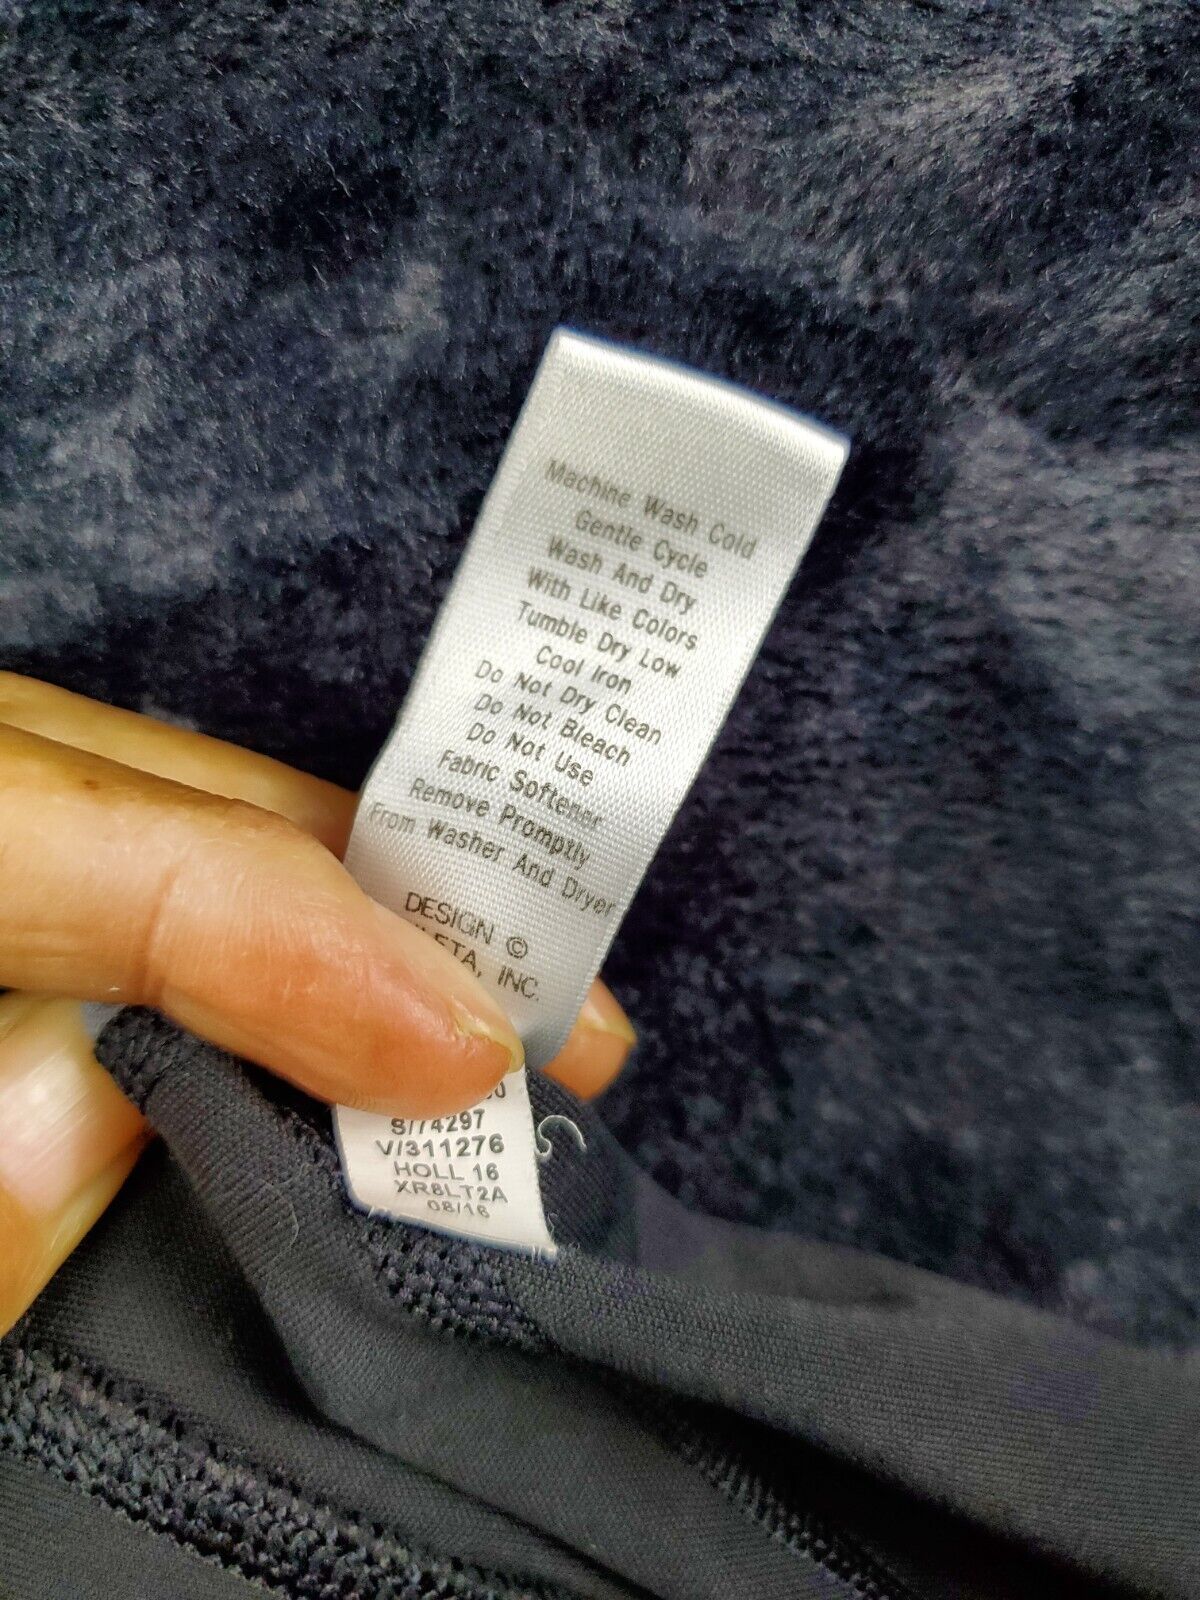 Machine Wash Cold
Gentle Cycle
Wash And Dry
With Like Colors
Tumble Dry Low
Cool Iron
Do Not Dry Clean
Do Not Bleach
Do Not Use
Fabric Softener
Remove Promptly
From Washer And Dryer
DESIGN ©
INC.
V/311276
HOLL 16
XR8LT2A
08/16